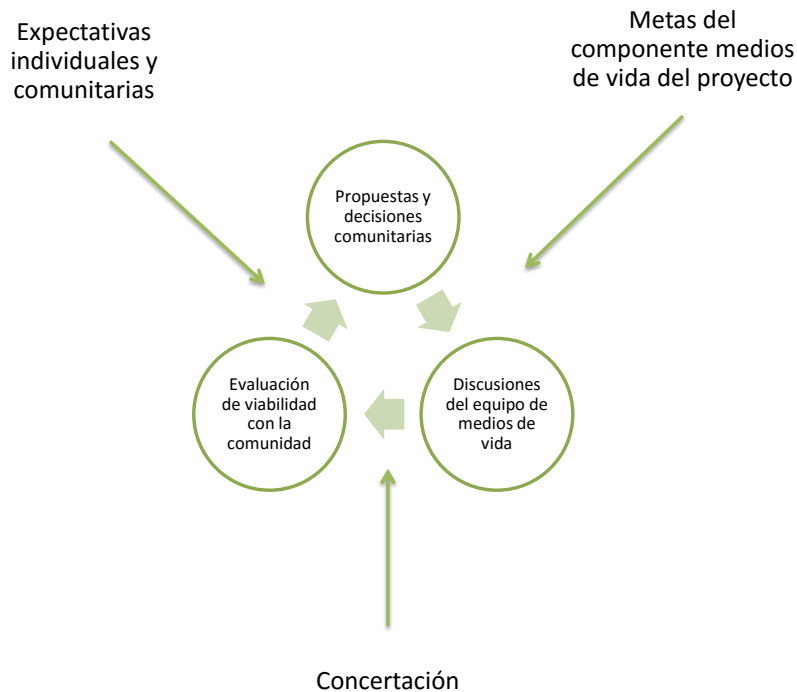 Expectativas
individuales y
comunitarias
Metas del
componente medios
de vida del proyecto
Propuestas y
decisiones
comunitarias
Evaluación
de viabilidad
con la
comunidad
Discusiones
del equipo de
medios de
vida
Concertación